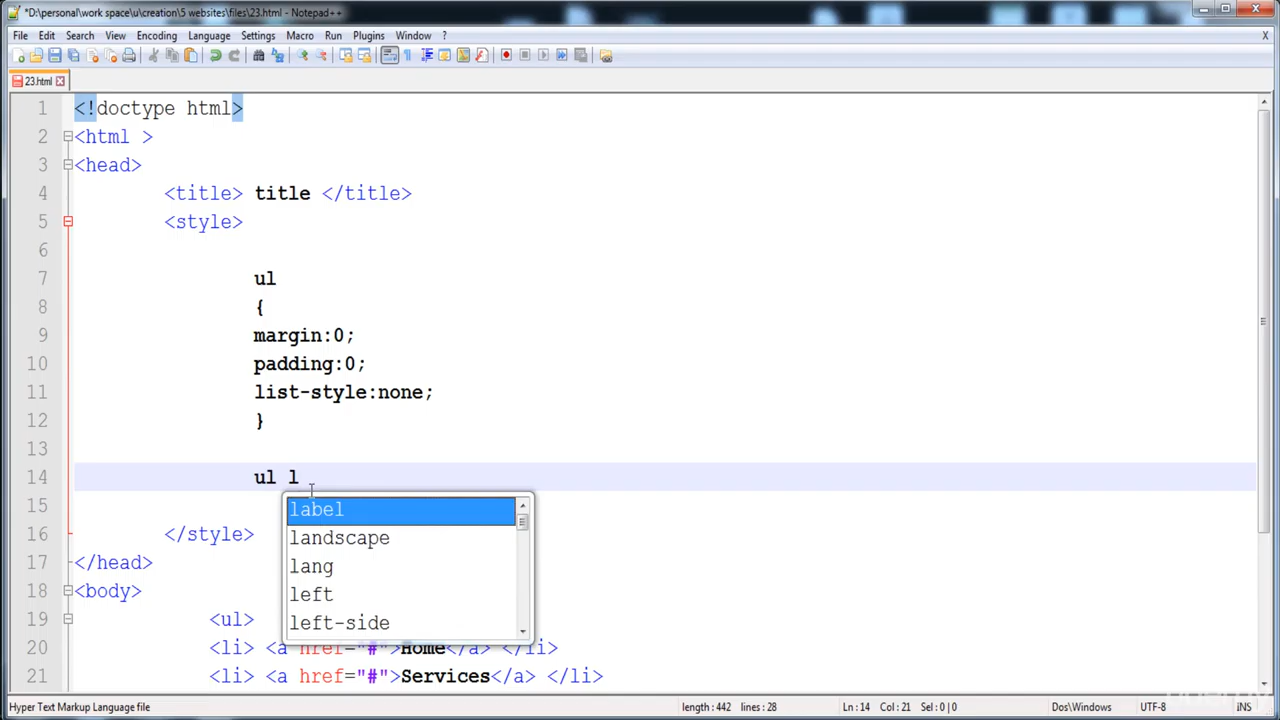 *D:\personal\work space\u\creation\5 websites\files\23.html - Notepad++
File Edit Search View Encoding Language Settings Macro Run Plugins Window ? X
23.html
1 <!doctype html>
2 <html >
3 <head>
4 <title> title </title>
5 <style>
6
7 ul
8 {
9 margin:0;
10 padding:0;
11 list-style:none;
12 }
13
14 ul l
15
label
16 </style>
landscape
17 </head>
lang
18 <body>
left
19 <ul>
left-side
20 <li> <a href="#">Home</a> </li>
21 <li> <a href="#">Services</a> </li>
Hyper Text Markup Language file length : 442 lines : 28 Ln : 14 Col : 21 Sel : 0 | 0 Dos\Windows UTF-8 INS